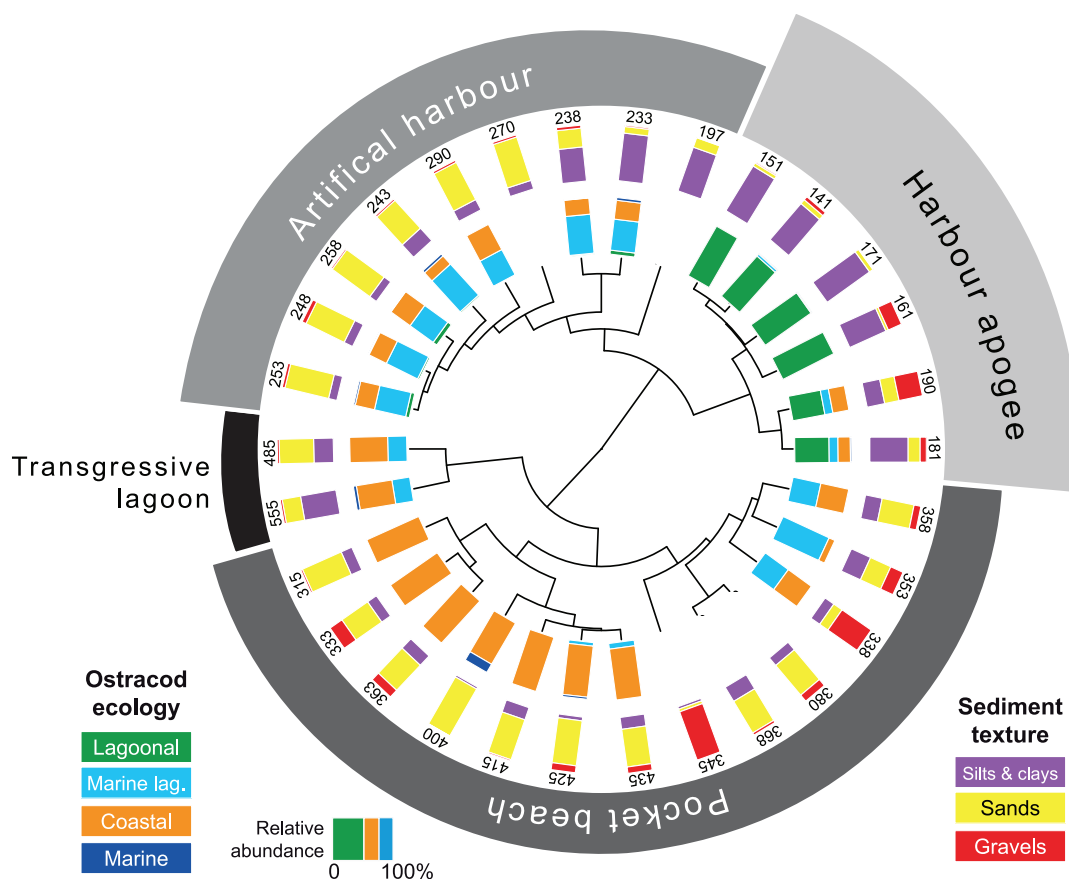 Artifical harbour
Harbour apogee
Transgressive
lagoon
Pocket beach
253
248
258
243
290
270
238
233
197
151
141
171
161
190
181
358
353
338
380
368
345
435
425
415
400
363
333
315
555
485
Ostracod
ecology
Lagoonal
Marine lag.
Coastal
Marine
Relative
abundance
0 100%
Sediment
texture
Silts & clays
Sands
Gravels